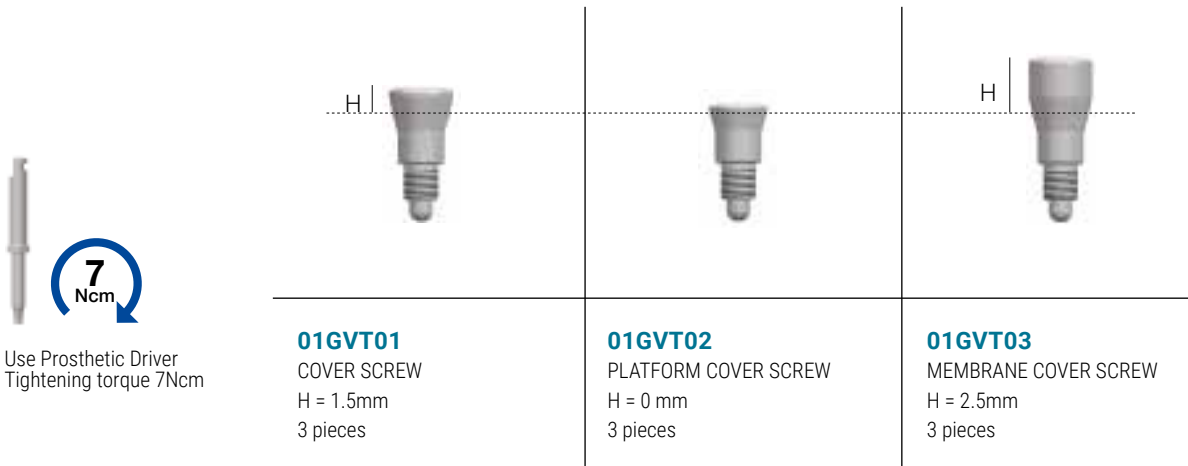 H
H
7
Ncm
Use Prosthetic Driver
Tightening torque 7Ncm
01GVT01
COVER SCREW
H = 1.5mm
3 pieces
01GVT02
PLATFORM COVER SCREW
H = 0 mm
3 pieces
01GVT03
MEMBRANE COVER SCREW
H = 2.5mm
3 pieces